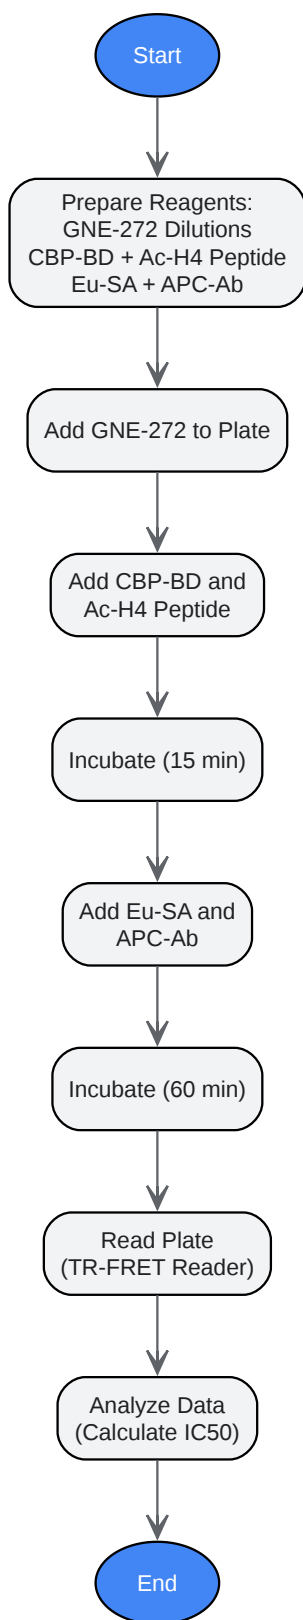 Start
Prepare Reagents:
GNE-272 Dilutions
CBP-BD + Ac-H4 Peptide
Eu-SA + APC-Ab
Add GNE-272 to Plate
Add CBP-BD and
Ac-H4 Peptide
Incubate (15 min)
Add Eu-SA and
APC-Ab
Incubate (60 min)
Read Plate
(TR-FRET Reader)
Analyze Data
(Calculate IC50)
End